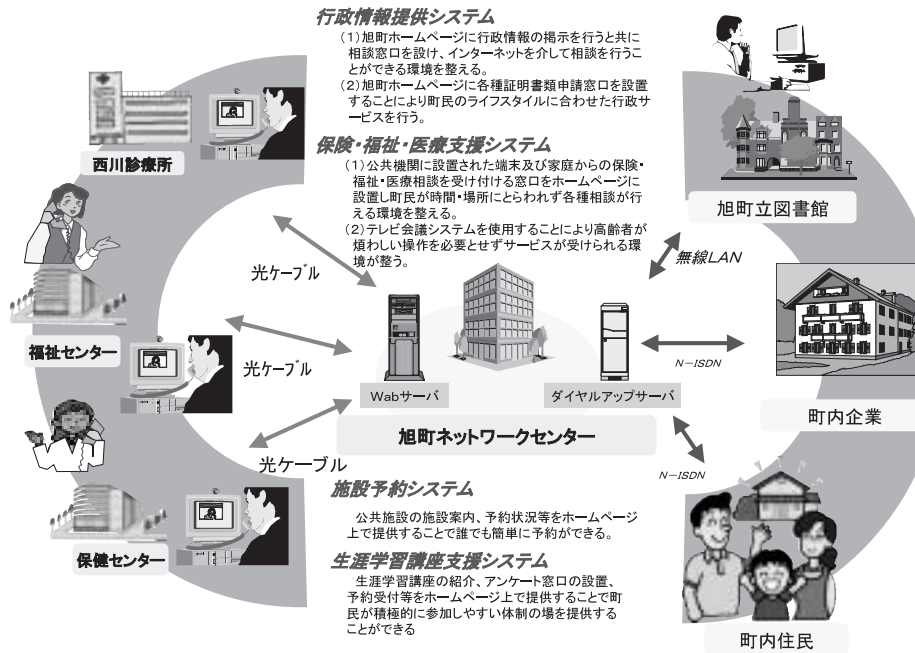 行政情報提供システム
（１）旭町ホームページに行政情報の掲示を行うと共に
相談窓口を設け、インターネットを介して相談を行うこ
とができる環境を整える。
（２）旭町ホームページに各種証明書類申請窓口を設置
することにより町民のライフスタイルに合わせた行政サ
ービスを行う。
保険・福祉・医療支援システム
（１）公共機関に設置された端末及び家庭からの保険・
福祉・医療相談を受け付ける窓口をホームページに
設置し町民が時間・場所にとらわれず各種相談が行
える環境を整える。
（２）テレビ会議システムを使用することにより高齢者が
煩わしい操作を必要とせずサービスが受けられる環
境が整う。
西川診療所
福祉センター
保健センター
光ケーブル
光ケーブル
光ケーブル
Wabサーバ
ダイヤルアップサーバ
旭町ネットワークセンター
無線LAN
N－ISDN
N－ISDN
旭町立図書館
町内企業
町内住民
施設予約システム
公共施設の施設案内、予約状況等をホームページ
上で提供することで誰でも簡単に予約ができる。
生涯学習講座支援システム
生涯学習講座の紹介、アンケート窓口の設置、
予約受付等をホームページ上で提供することで町
民が積極的に参加しやすい体制の場を提供する
ことができる